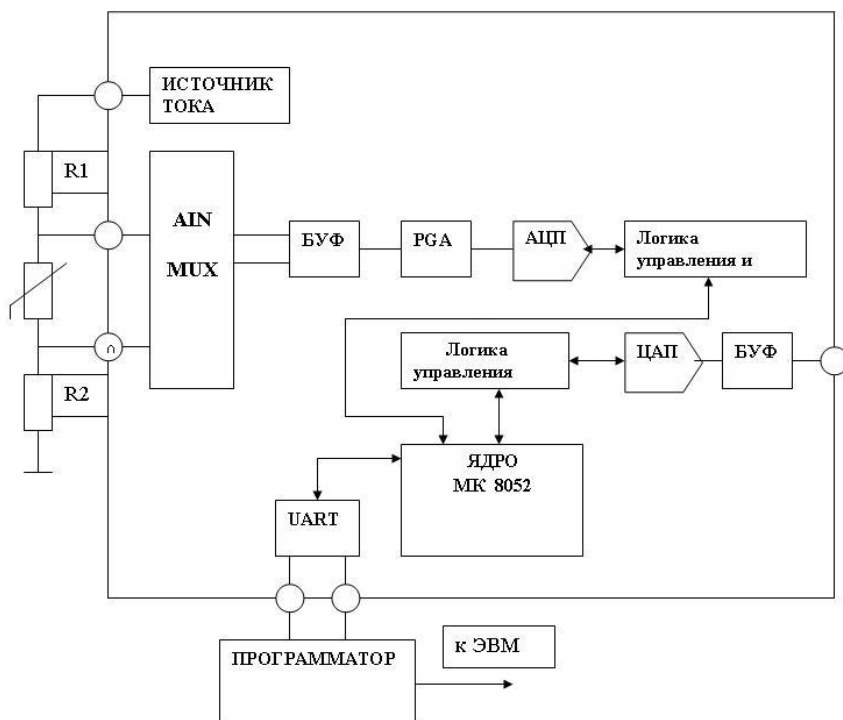 ИСТОЧНИК
ТОКА
R1
AIN
MUX
БУФ
PGA
АЦП
Логика
управления и
∩
R2
Логика
управления
ЦАП
БУФ
ЯДРО
МК 8052
UART
ПРОГРАММАТОР
к ЭВМ